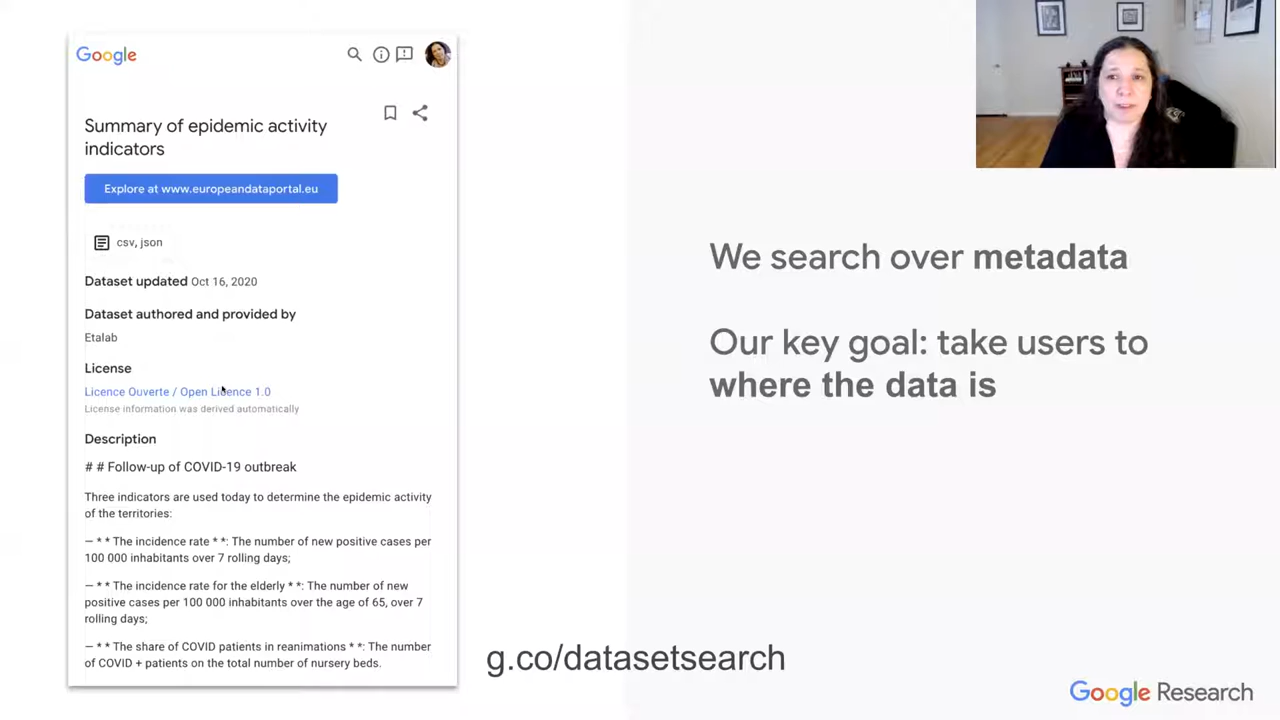 Google
Summary of epidemic activity
indicators
Explore at www.europeandataportal.eu
csv, json
Dataset updated Oct 16, 2020
Dataset authored and provided by
Etalab
License
Licence Ouverte / Open Licence 1.0
License information was derived automatically
Description
# # Follow-up of COVID-19 outbreak
Three indicators are used today to determine the epidemic activity
of the territories:
— * * The incidence rate * *: The number of new positive cases per
100 000 inhabitants over 7 rolling days;
— * * The incidence rate for the elderly * *: The number of new
positive cases per 100 000 inhabitants over the age of 65, over 7
rolling days;
— * * The share of COVID patients in reanimations * *: The number
of COVID + patients on the total number of nursery beds.
We search over metadata
Our key goal: take users to
where the data is
g.co/datasetsearch
Google Research